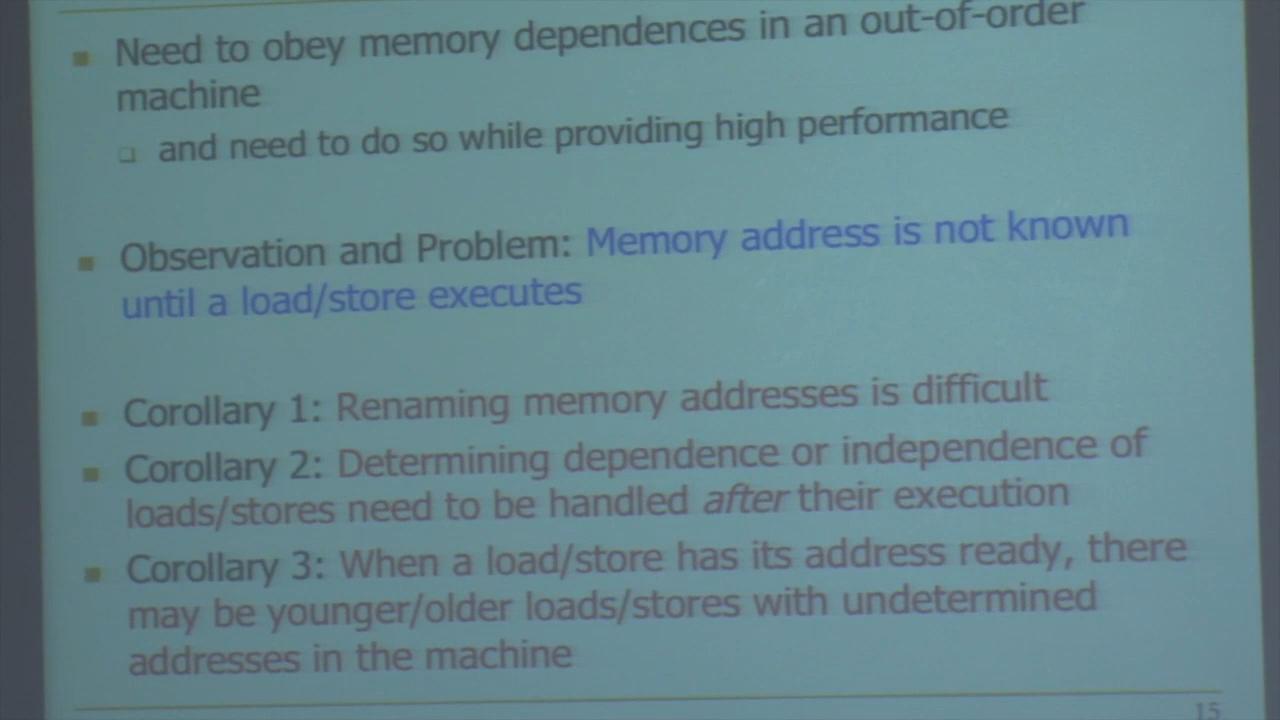 Need to obey memory dependences in an out-of-order
machine
and need to do so while providing high performance
Observation and Problem: Memory address is not known
until a load/store executes
Corollary 1: Renaming memory addresses is difficult
Corollary 2: Determining dependence or independence of
loads/stores need to be handled after their execution
Corollary 3: When a load/store has its address ready, there
may be younger/older loads/stores with undetermined
addresses in the machine
15